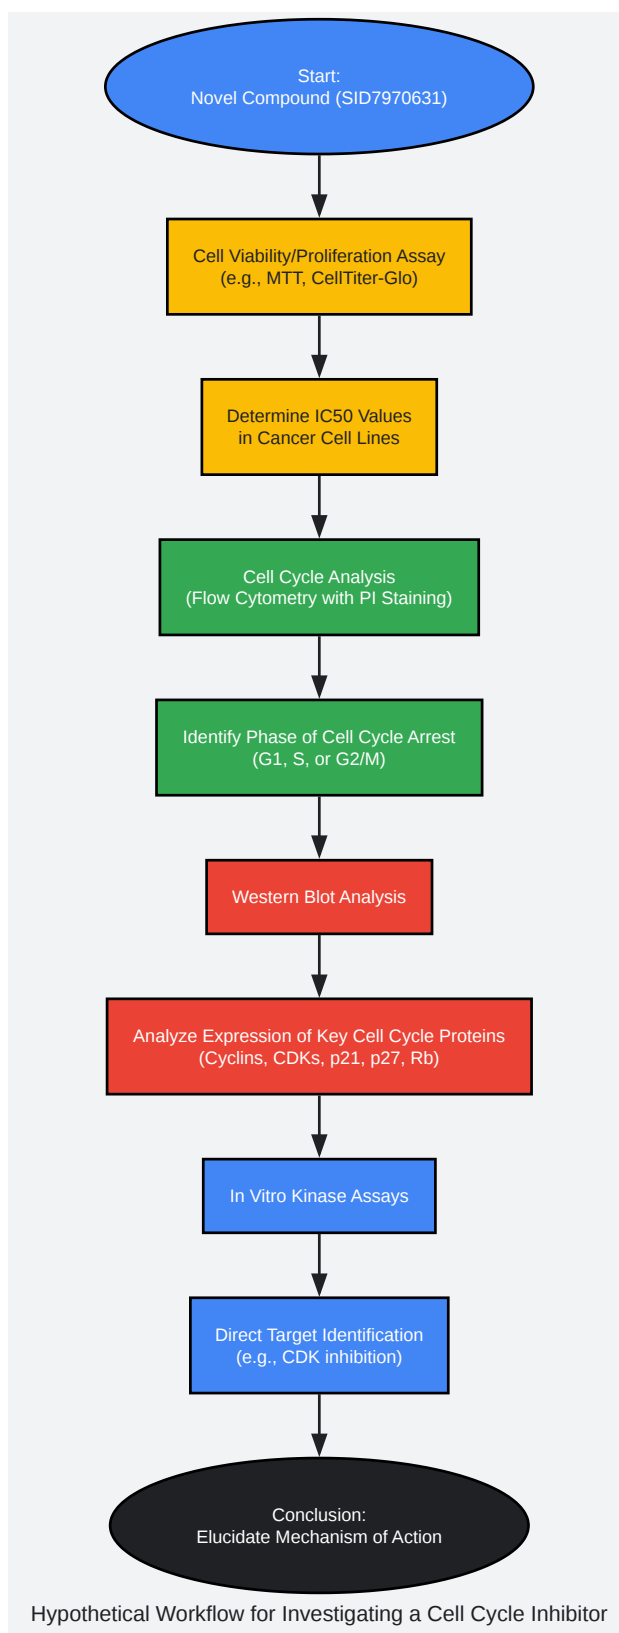 Start:
Novel Compound (SID7970631)
Cell Viability/Proliferation Assay
(e.g., MTT, CellTiter-Glo)
Determine IC50 Values
in Cancer Cell Lines
Cell Cycle Analysis
(Flow Cytometry with PI Staining)
Identify Phase of Cell Cycle Arrest
(G1, S, or G2/M)
Western Blot Analysis
Analyze Expression of Key Cell Cycle Proteins
(Cyclins, CDKs, p21, p27, Rb)
In Vitro Kinase Assays
Direct Target Identification
(e.g., CDK inhibition)
Conclusion:
Elucidate Mechanism of Action
Hypothetical Workflow for Investigating a Cell Cycle Inhibitor